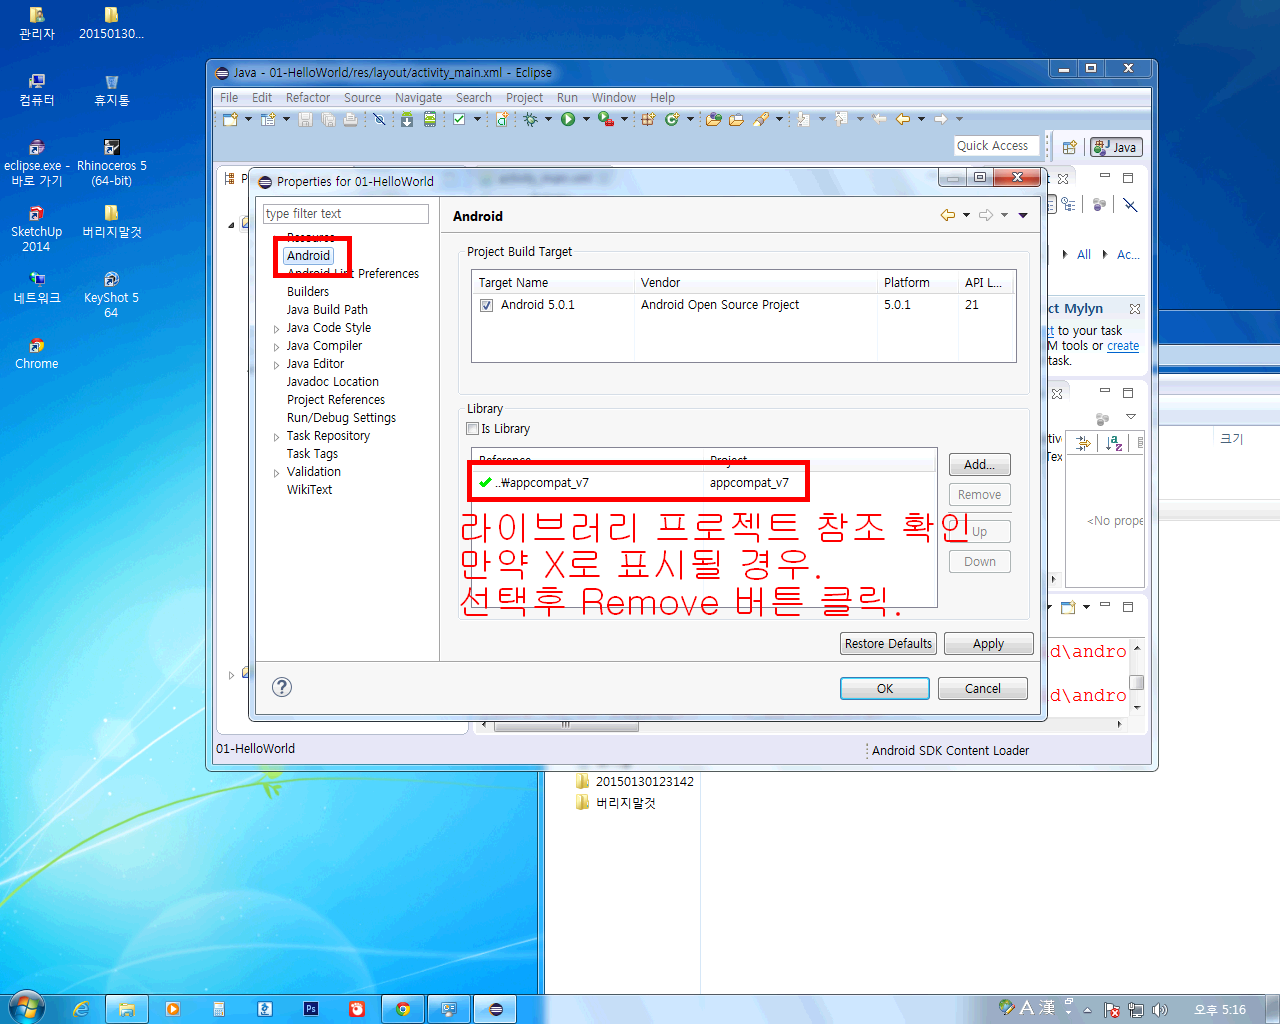 관리자
20150130...
컴퓨터
휴지통
eclipse.exe - 바로 가기
Rhinoceros 5 (64-bit)
SketchUp 2014
버리지말것
네트워크
KeyShot 5 64
Chrome
Java - 01-HelloWorld/res/layout/activity_main.xml - Eclipse
File Edit Refactor Source Navigate Search Project Run Window Help
Quick Access
Java
Properties for 01-HelloWorld
type filter text
Resource
Android
Android Lint Preferences
Builders
Java Build Path
Java Code Style
Java Compiler
Java Editor
Javadoc Location
Project References
Run/Debug Settings
Task Repository
Task Tags
Validation
WikiText
Android
Project Build Target
Target Name Vendor Platform API L...
Android 5.0.1 Android Open Source Project 5.0.1 21
Library
Is Library
Reference Project
..₩appcompat_v7 appcompat_v7
라이브러리 프로젝트 참조 확인
만약 X로 표시될 경우.
선택후 Remove 버튼 클릭.
Add...
Remove
Up
Down
Restore Defaults
Apply
OK
Cancel
All
Ac...
ct Mylyn
ct to your task
M tools or create
task.
크기
<No prope
d\andro
d\andro
01-HelloWorld
Android SDK Content Loader
20150130123142
버리지말것
A 漢
오후 5:16